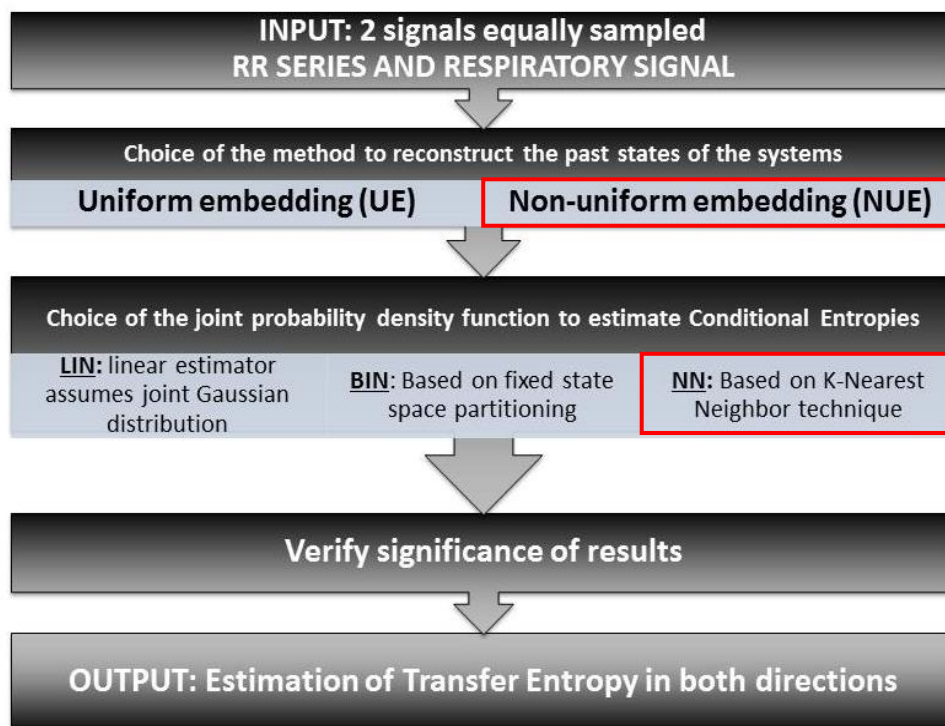 INPUT: 2 signals equally sampled
RR SERIES AND RESPIRATORY SIGNAL
Choice of the method to reconstruct the past states of the systems
Uniform embedding (UE)
Non-uniform embedding (NUE)
Choice of the joint probability density function to estimate Conditional Entropies
LIN: linear estimator
assumes joint Gaussian
distribution
BIN: Based on fixed state
space partitioning
NN: Based on K-Nearest
Neighbor technique
Verify significance of results
OUTPUT: Estimation of Transfer Entropy in both directions